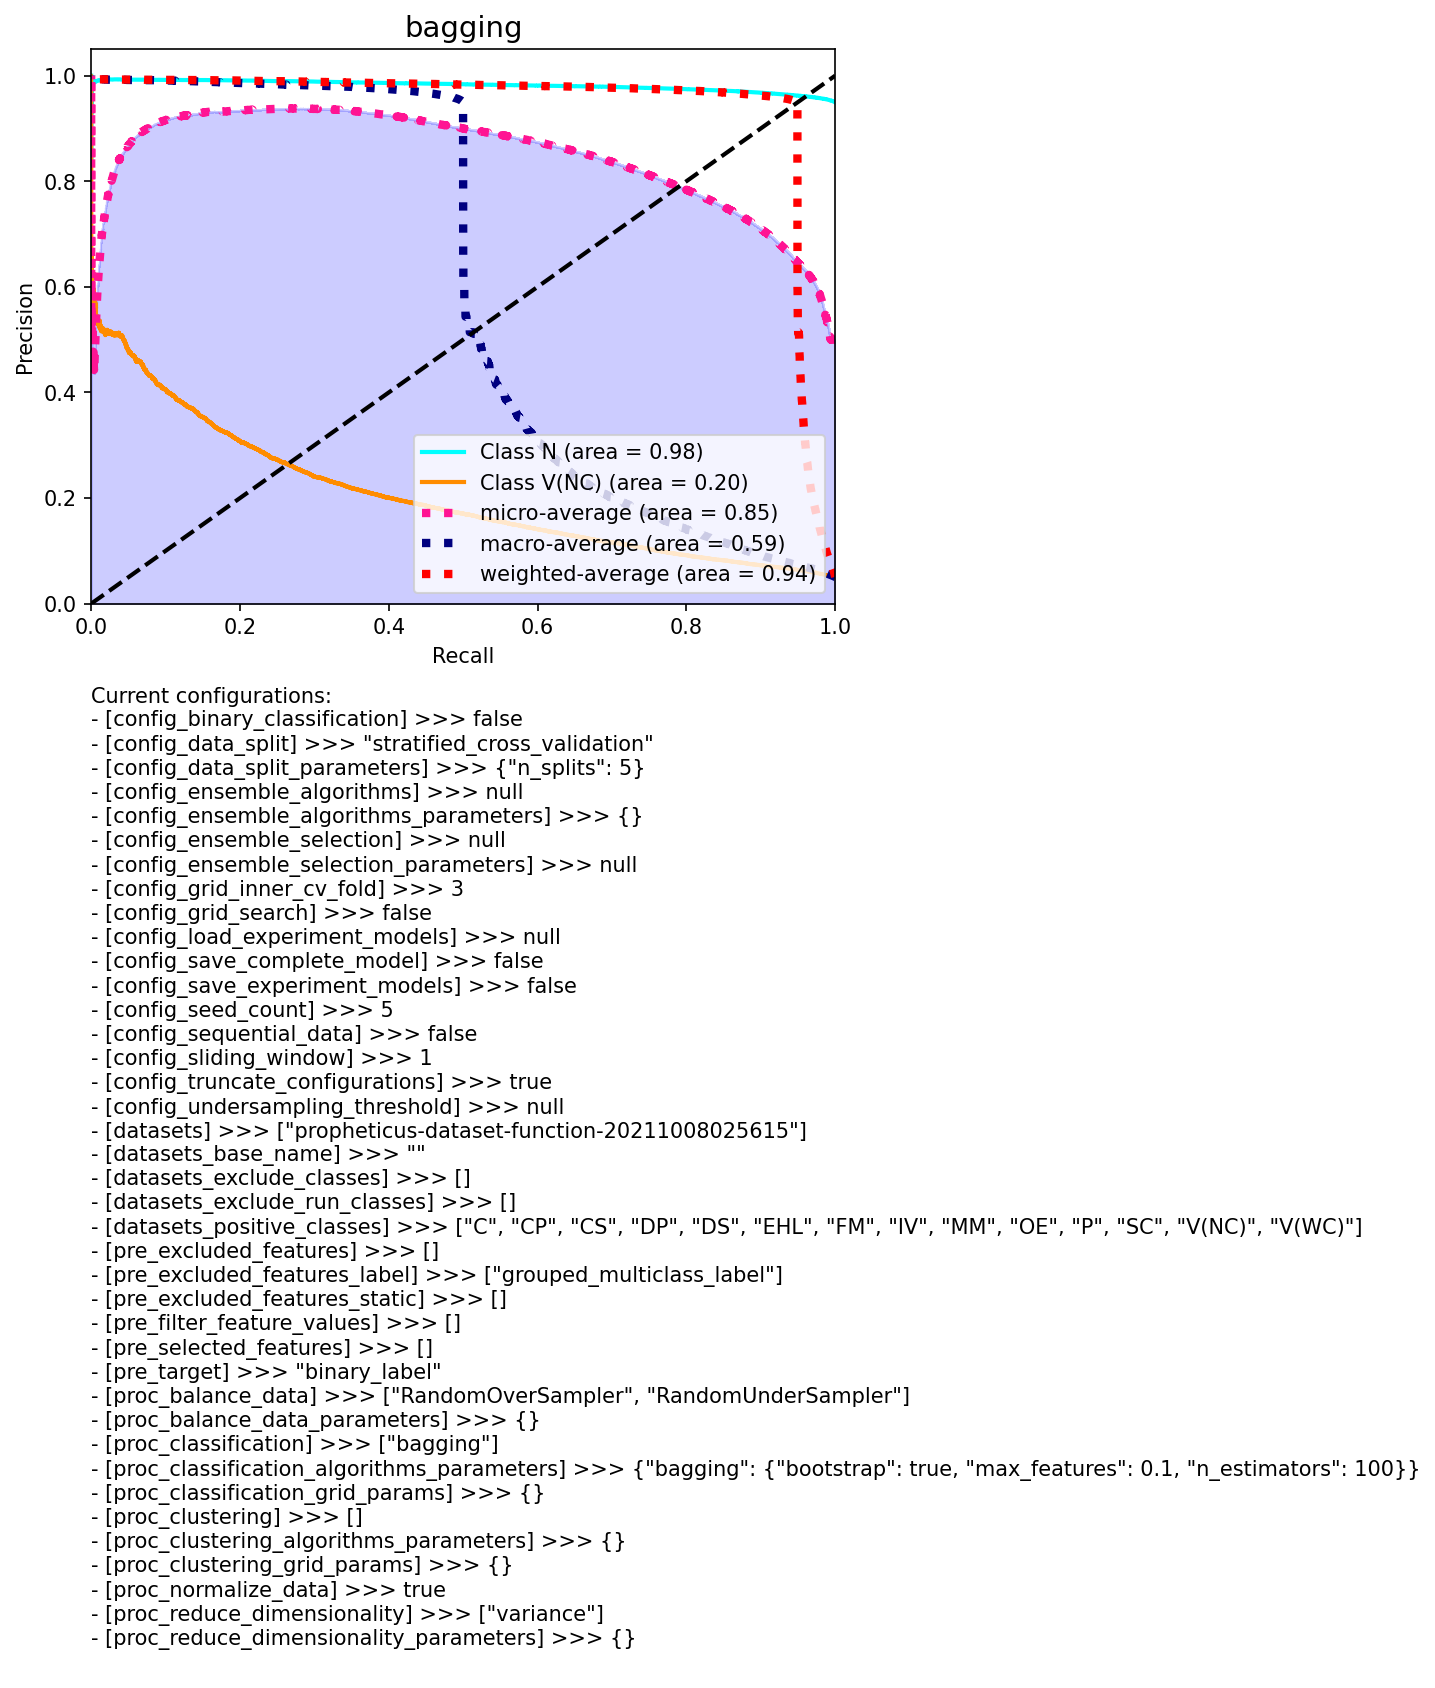 bagging
1.0
0.8
0.6
0.4
0.2
0.0
Precision
Class N (area = 0.98)
Class V(NC) (area = 0.20)
micro-average (area = 0.85)
macro-average (area = 0.59)
weighted-average (area = 0.94)
0.0 0.2 0.4 0.6 0.8 1.0
Recall
Current configurations:
- [config_binary_classification] >>> false
- [config_data_split] >>> "stratified_cross_validation"
- [config_data_split_parameters] >>> {"n_splits": 5}
- [config_ensemble_algorithms] >>> null
- [config_ensemble_algorithms_parameters] >>> {}
- [config_ensemble_selection] >>> null
- [config_ensemble_selection_parameters] >>> null
- [config_grid_inner_cv_fold] >>> 3
- [config_grid_search] >>> false
- [config_load_experiment_models] >>> null
- [config_save_complete_model] >>> false
- [config_save_experiment_models] >>> false
- [config_seed_count] >>> 5
- [config_sequential_data] >>> false
- [config_sliding_window] >>> 1
- [config_truncate_configurations] >>> true
- [config_undersampling_threshold] >>> null
- [datasets] >>> ["propheticus-dataset-function-20211008025615"]
- [datasets_base_name] >>> ""
- [datasets_exclude_classes] >>> []
- [datasets_exclude_run_classes] >>> []
- [datasets_positive_classes] >>> ["C", "CP", "CS", "DP", "DS", "EHL", "FM", "IV", "MM", "OE", "P", "SC", "V(NC)", "V(WC)"]
- [pre_excluded_features] >>> []
- [pre_excluded_features_label] >>> ["grouped_multiclass_label"]
- [pre_excluded_features_static] >>> []
- [pre_filter_feature_values] >>> []
- [pre_selected_features] >>> []
- [pre_target] >>> "binary_label"
- [proc_balance_data] >>> ["RandomOverSampler", "RandomUnderSampler"]
- [proc_balance_data_parameters] >>> {}
- [proc_classification] >>> ["bagging"]
- [proc_classification_algorithms_parameters] >>> {"bagging": {"bootstrap": true, "max_features": 0.1, "n_estimators": 100}}
- [proc_classification_grid_params] >>> {}
- [proc_clustering] >>> []
- [proc_clustering_algorithms_parameters] >>> {}
- [proc_clustering_grid_params] >>> {}
- [proc_normalize_data] >>> true
- [proc_reduce_dimensionality] >>> ["variance"]
- [proc_reduce_dimensionality_parameters] >>> {}